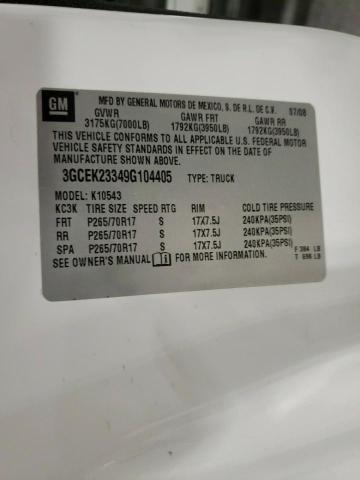 GM
MFD BY GENERAL MOTORS DE MEXICO, S. DE R.L. DE C.V. 07/08
GVWR GAWR FRT GAWR RR
3175KG(7000LB) 1792KG(3950LB) 1792KG(3950LB)
THIS VEHICLE CONFORMS TO ALL APPLICABLE U.S. FEDERAL MOTOR
VEHICLE SAFETY STANDARDS IN EFFECT ON THE DATE OF
MANUFACTURE SHOWN ABOVE.
3GCEK23349G104405 TYPE: TRUCK
MODEL: K10543
KC3K TIRE SIZE SPEED RTG RIM COLD TIRE PRESSURE
FRT P265/70R17 S 17X7.5J 240KPA(35PSI)
RR P265/70R17 S 17X7.5J 240KPA(35PSI)
SPA P265/70R17 S 17X7.5J 240KPA(35PSI)
SEE OWNER'S MANUAL FOR MORE INFORMATION.
F 384 LB
T 698 LB